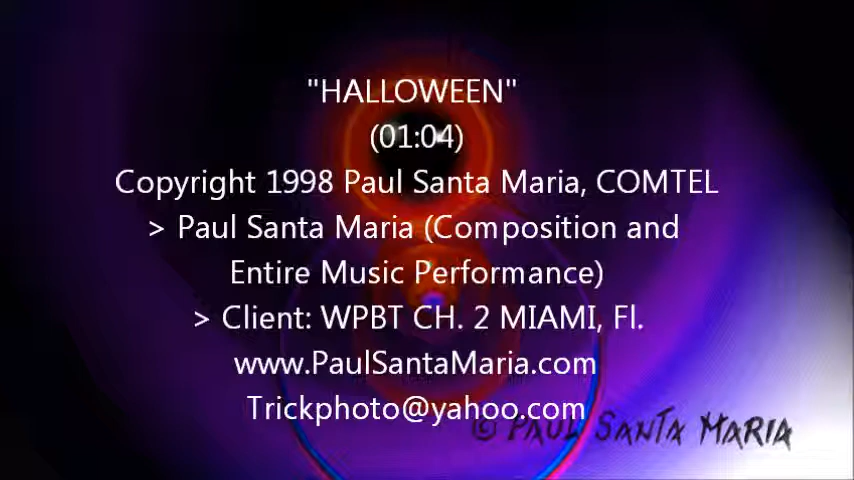 "HALLOWEEN"
(01:04)
Copyright 1998 Paul Santa Maria, COMTEL
> Paul Santa Maria (Composition and
Entire Music Performance)
> Client: WPBT CH. 2 MIAMI, Fl.
www.PaulSantaMaria.com
Trickphoto@yahoo.com
© PAUL SANTA MARIA